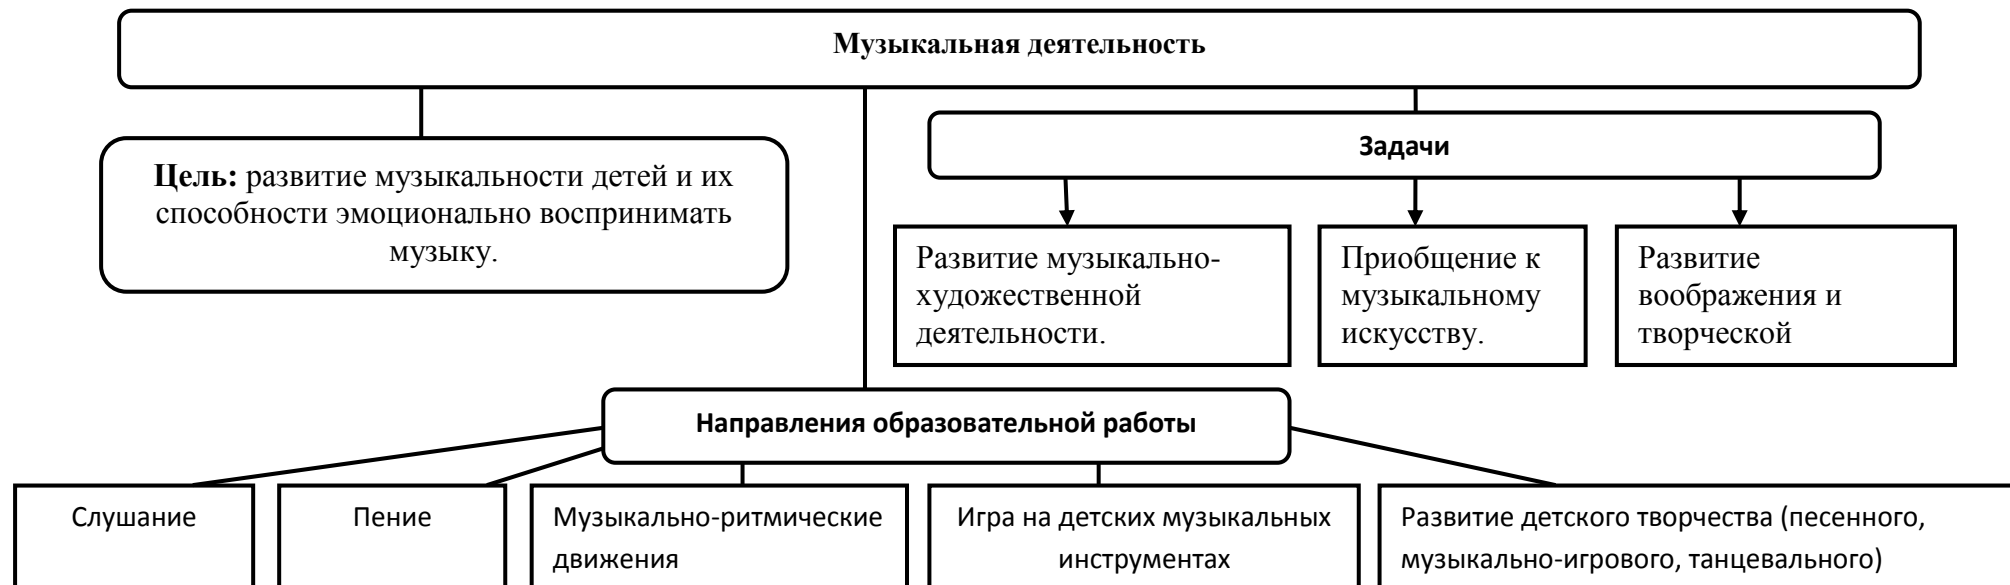 Музыкальная деятельность
Цель: развитие музыкальности детей и их
способности эмоционально воспринимать
музыку.
Задачи
Развитие музыкально-
художественной
деятельности.
Приобщение к
музыкальному
искусству.
Развитие
воображения и
творческой
Направления образовательной работы
Слушание
Пение
Музыкально-ритмические
движения
Игра на детских музыкальных
инструментах
Развитие детского творчества (песенного,
музыкально-игрового, танцевального)